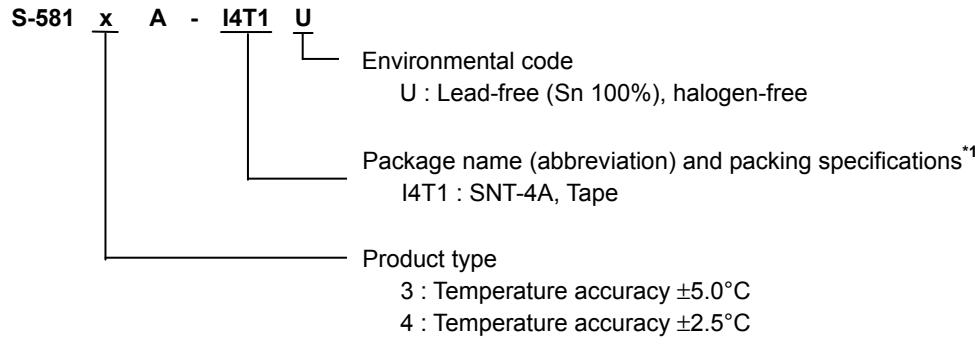 S-581 x A - I4T1 U
Environmental code
U : Lead-free (Sn 100%), halogen-free
Package name (abbreviation) and packing specifications*1
I4T1 : SNT-4A, Tape
Product type
3 : Temperature accuracy ±5.0°C
4 : Temperature accuracy ±2.5°C